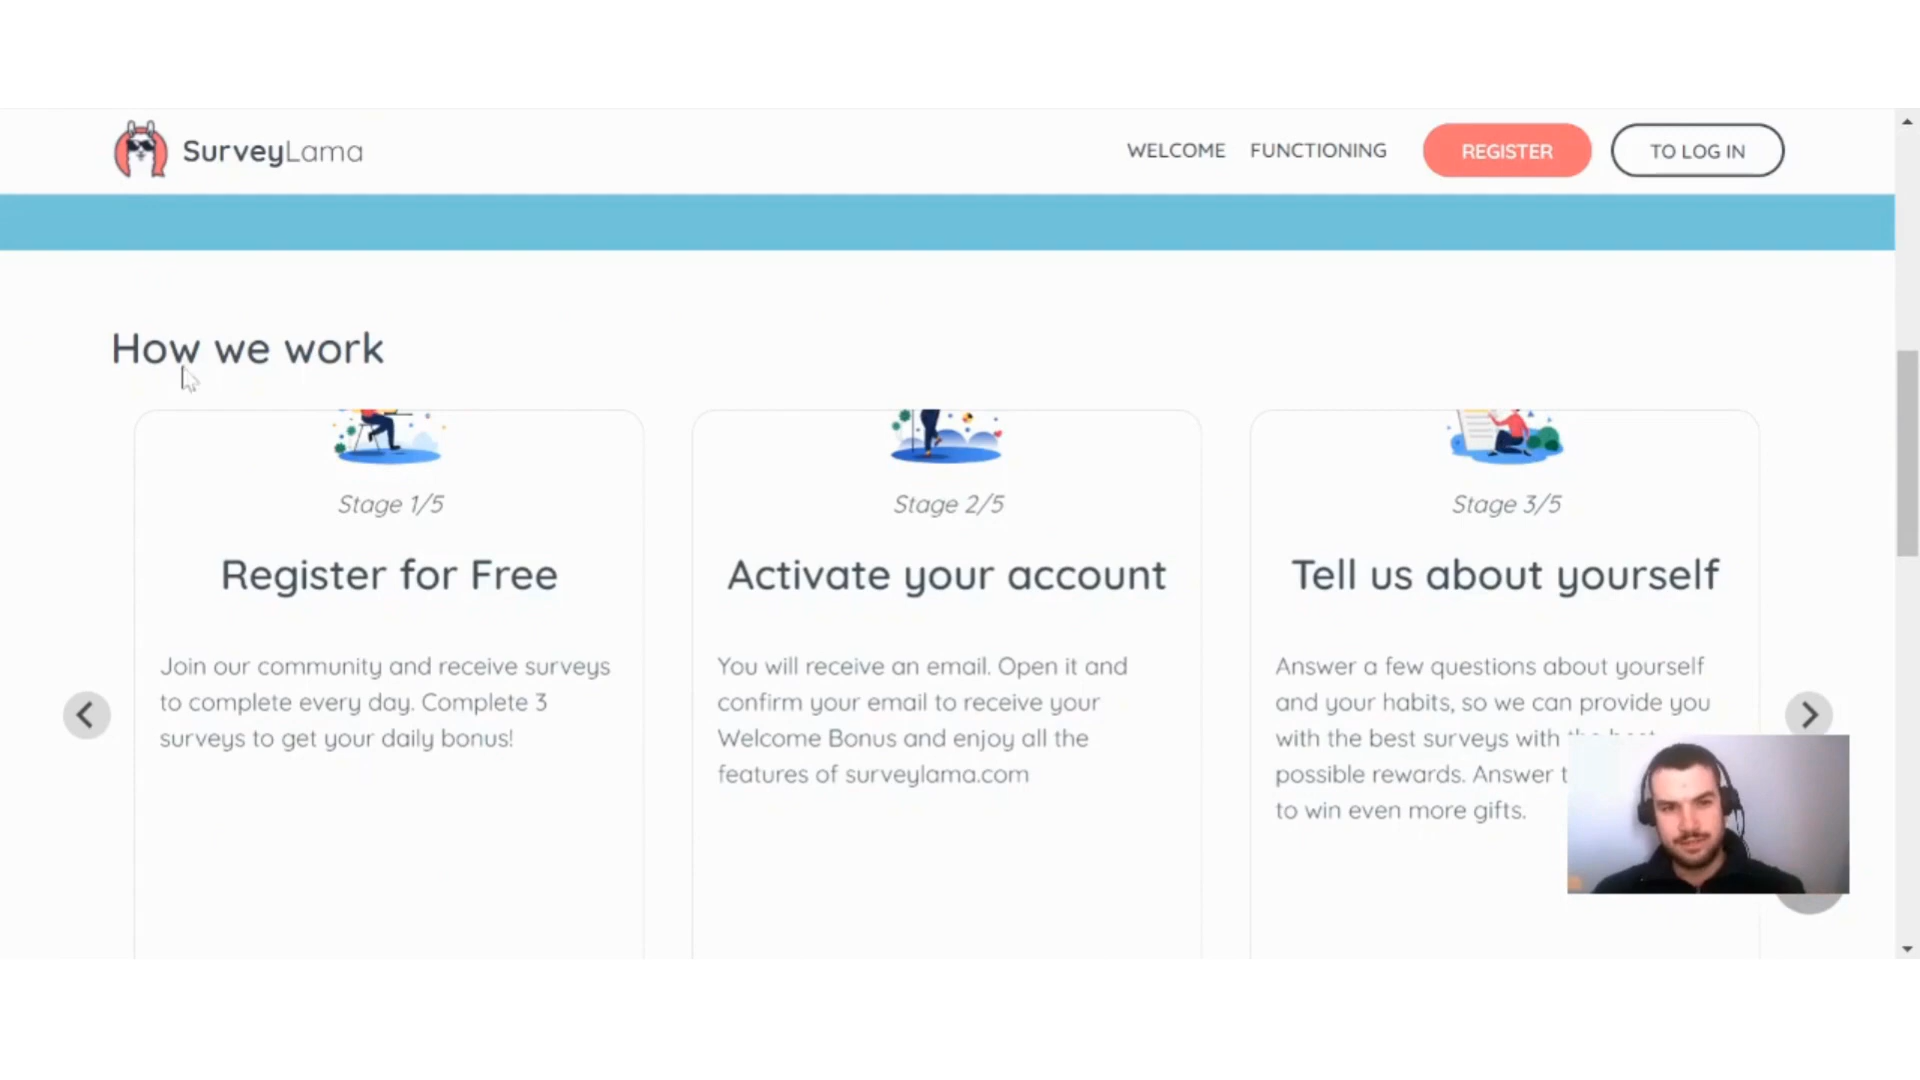 SurveyLama
WELCOME
FUNCTIONING
REGISTER
TO LOG IN
How we work
Stage 1/5
Register for Free
Join our community and receive surveys
to complete every day. Complete 3
surveys to get your daily bonus!
Stage 2/5
Activate your account
You will receive an email. Open it and
confirm your email to receive your
Welcome Bonus and enjoy all the
features of surveylama.com
Stage 3/5
Tell us about yourself
Answer a few questions about yourself
and your habits, so we can provide you
with the best surveys with
possible rewards. Answer
to win even more gifts.